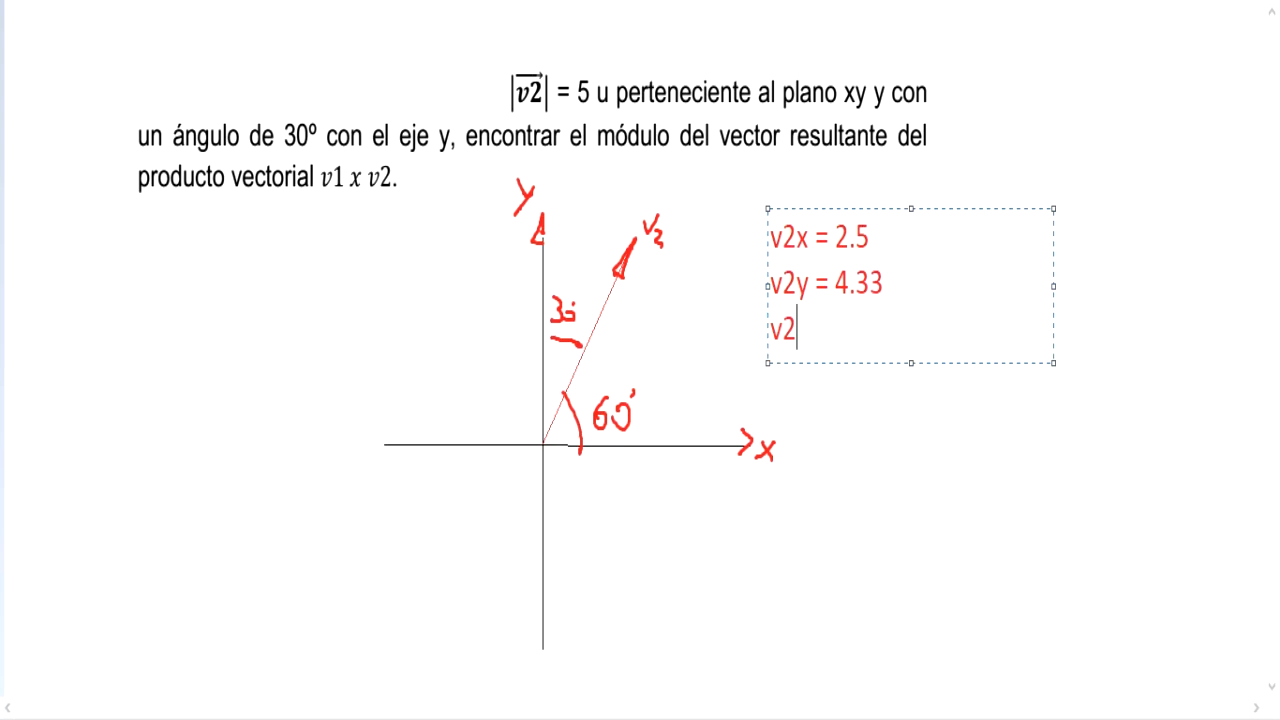 |v2| = 5 u perteneciente al plano xy y con
un ángulo de 30º con el eje y, encontrar el módulo del vector resultante del
producto vectorial v1 x v2.
y
v2
v2x = 2.5
v2y = 4.33
30
v2
60°
x